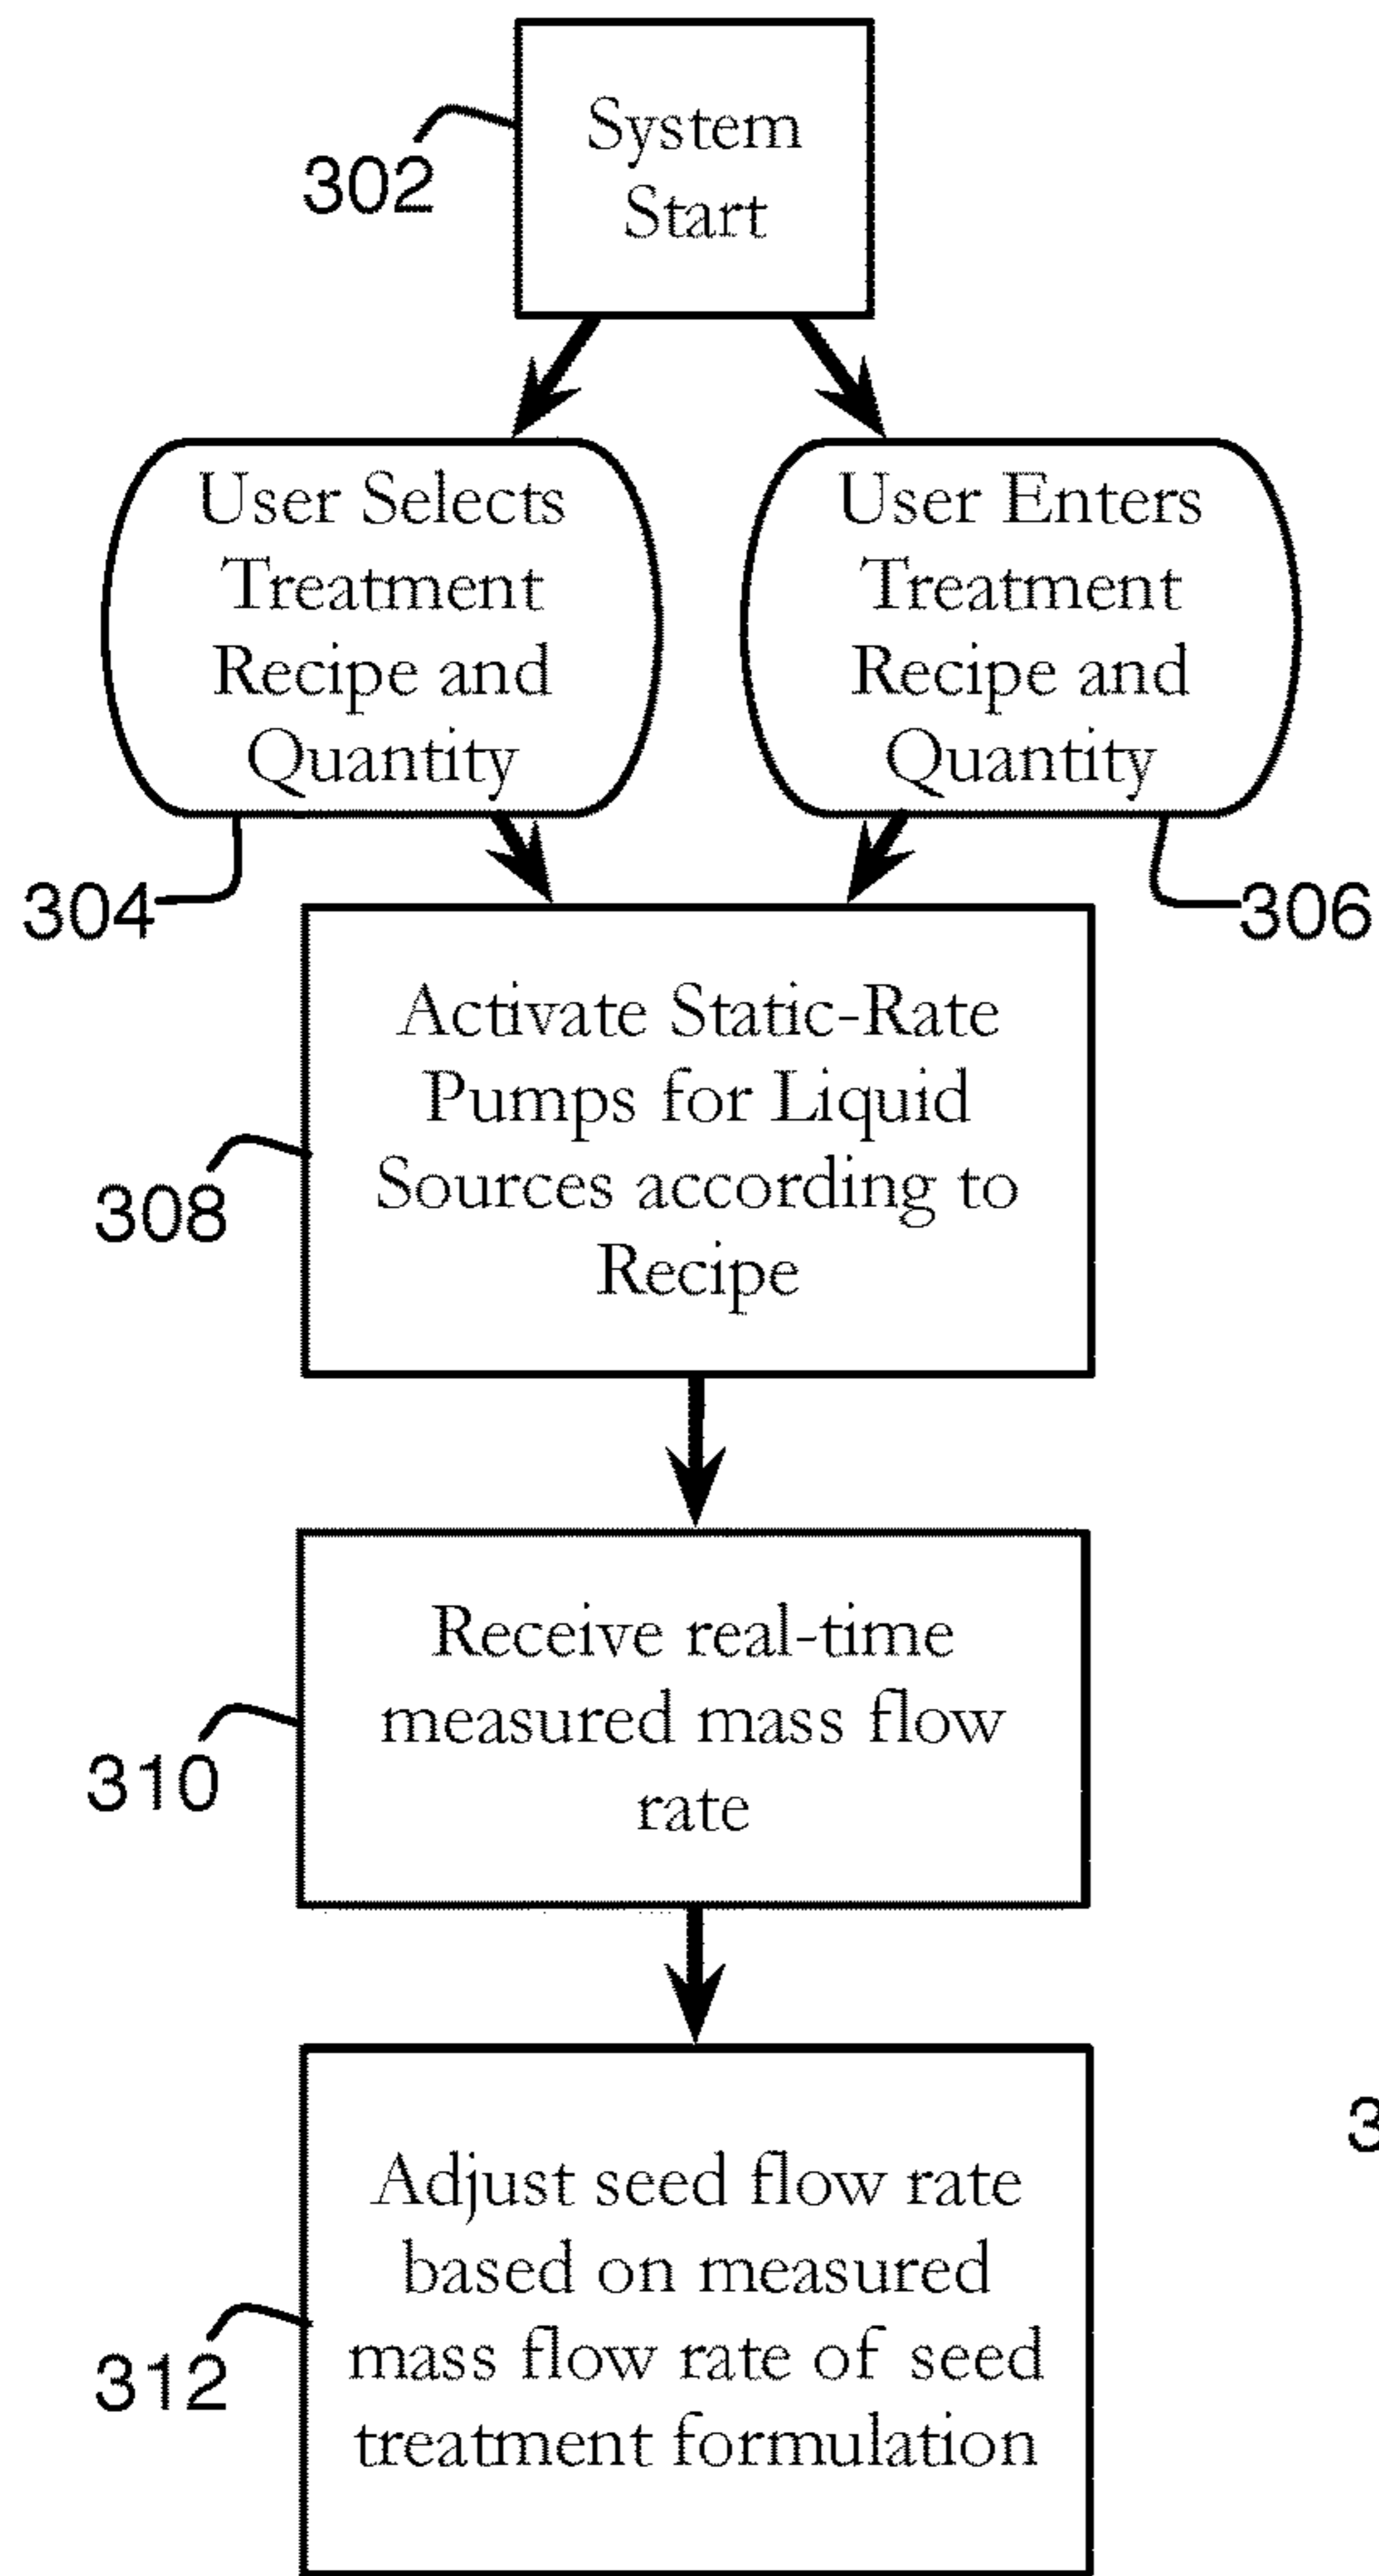 System
Start
302
User Selects
Treatment
Recipe and
Quantity
User Enters
Treatment
Recipe and
Quantity
304
306
Activate Static-Rate
Pumps for Liquid
Sources according to
Recipe
308
Receive real-time
measured mass flow
rate
310
Adjust seed flow rate
based on measured
mass flow rate of seed
treatment formulation
312